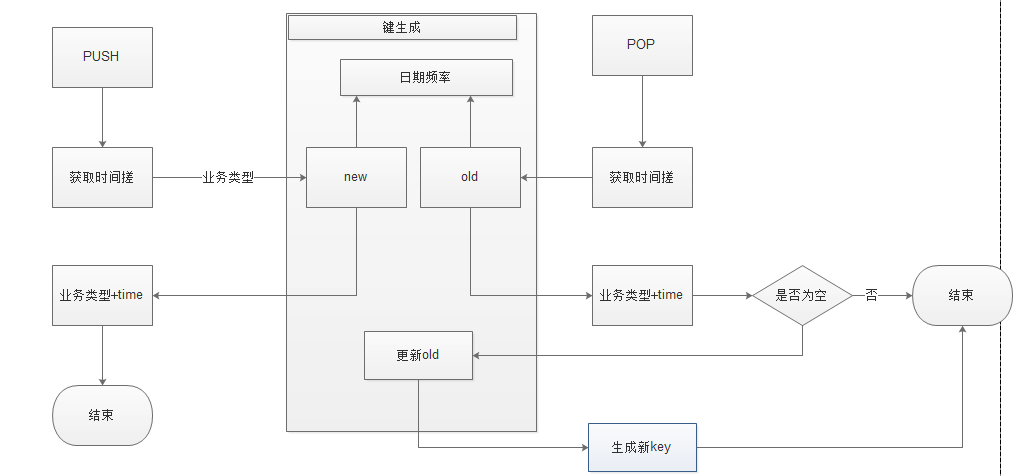 键生成
PUSH
POP
日期频率
获取时间搓
业务类型
new
old
获取时间搓
业务类型+time
业务类型+time
是否为空
否
结束
更新old
结束
生成新key